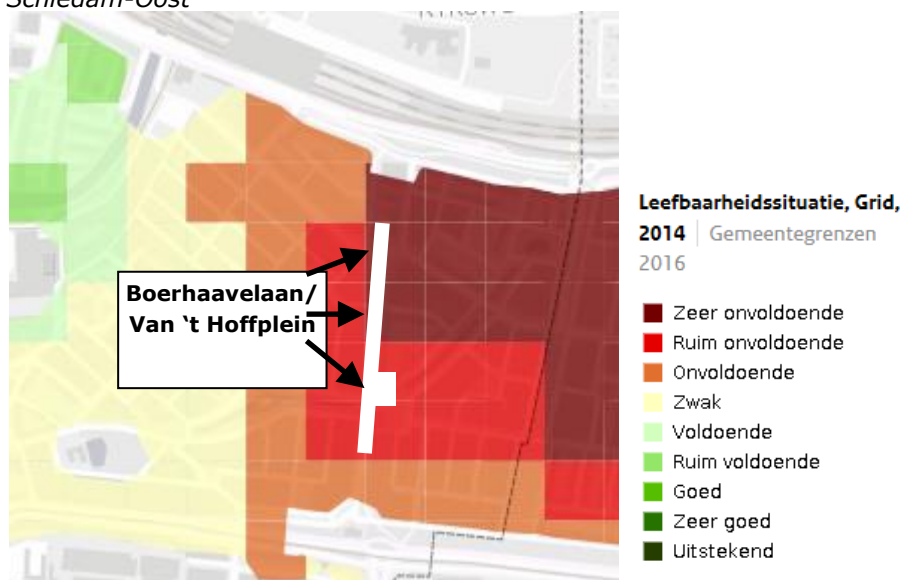 Schiedam-Oost
Boerhaavelaan/
Van ‘t Hoffplein
Leefbaarheidssituatie, Grid,
2014 | Gemeentegrenzen
2016
Zeer onvoldoende
Ruim onvoldoende
Onvoldoende
Zwak
Voldoende
Ruim voldoende
Goed
Zeer goed
Uitstekend